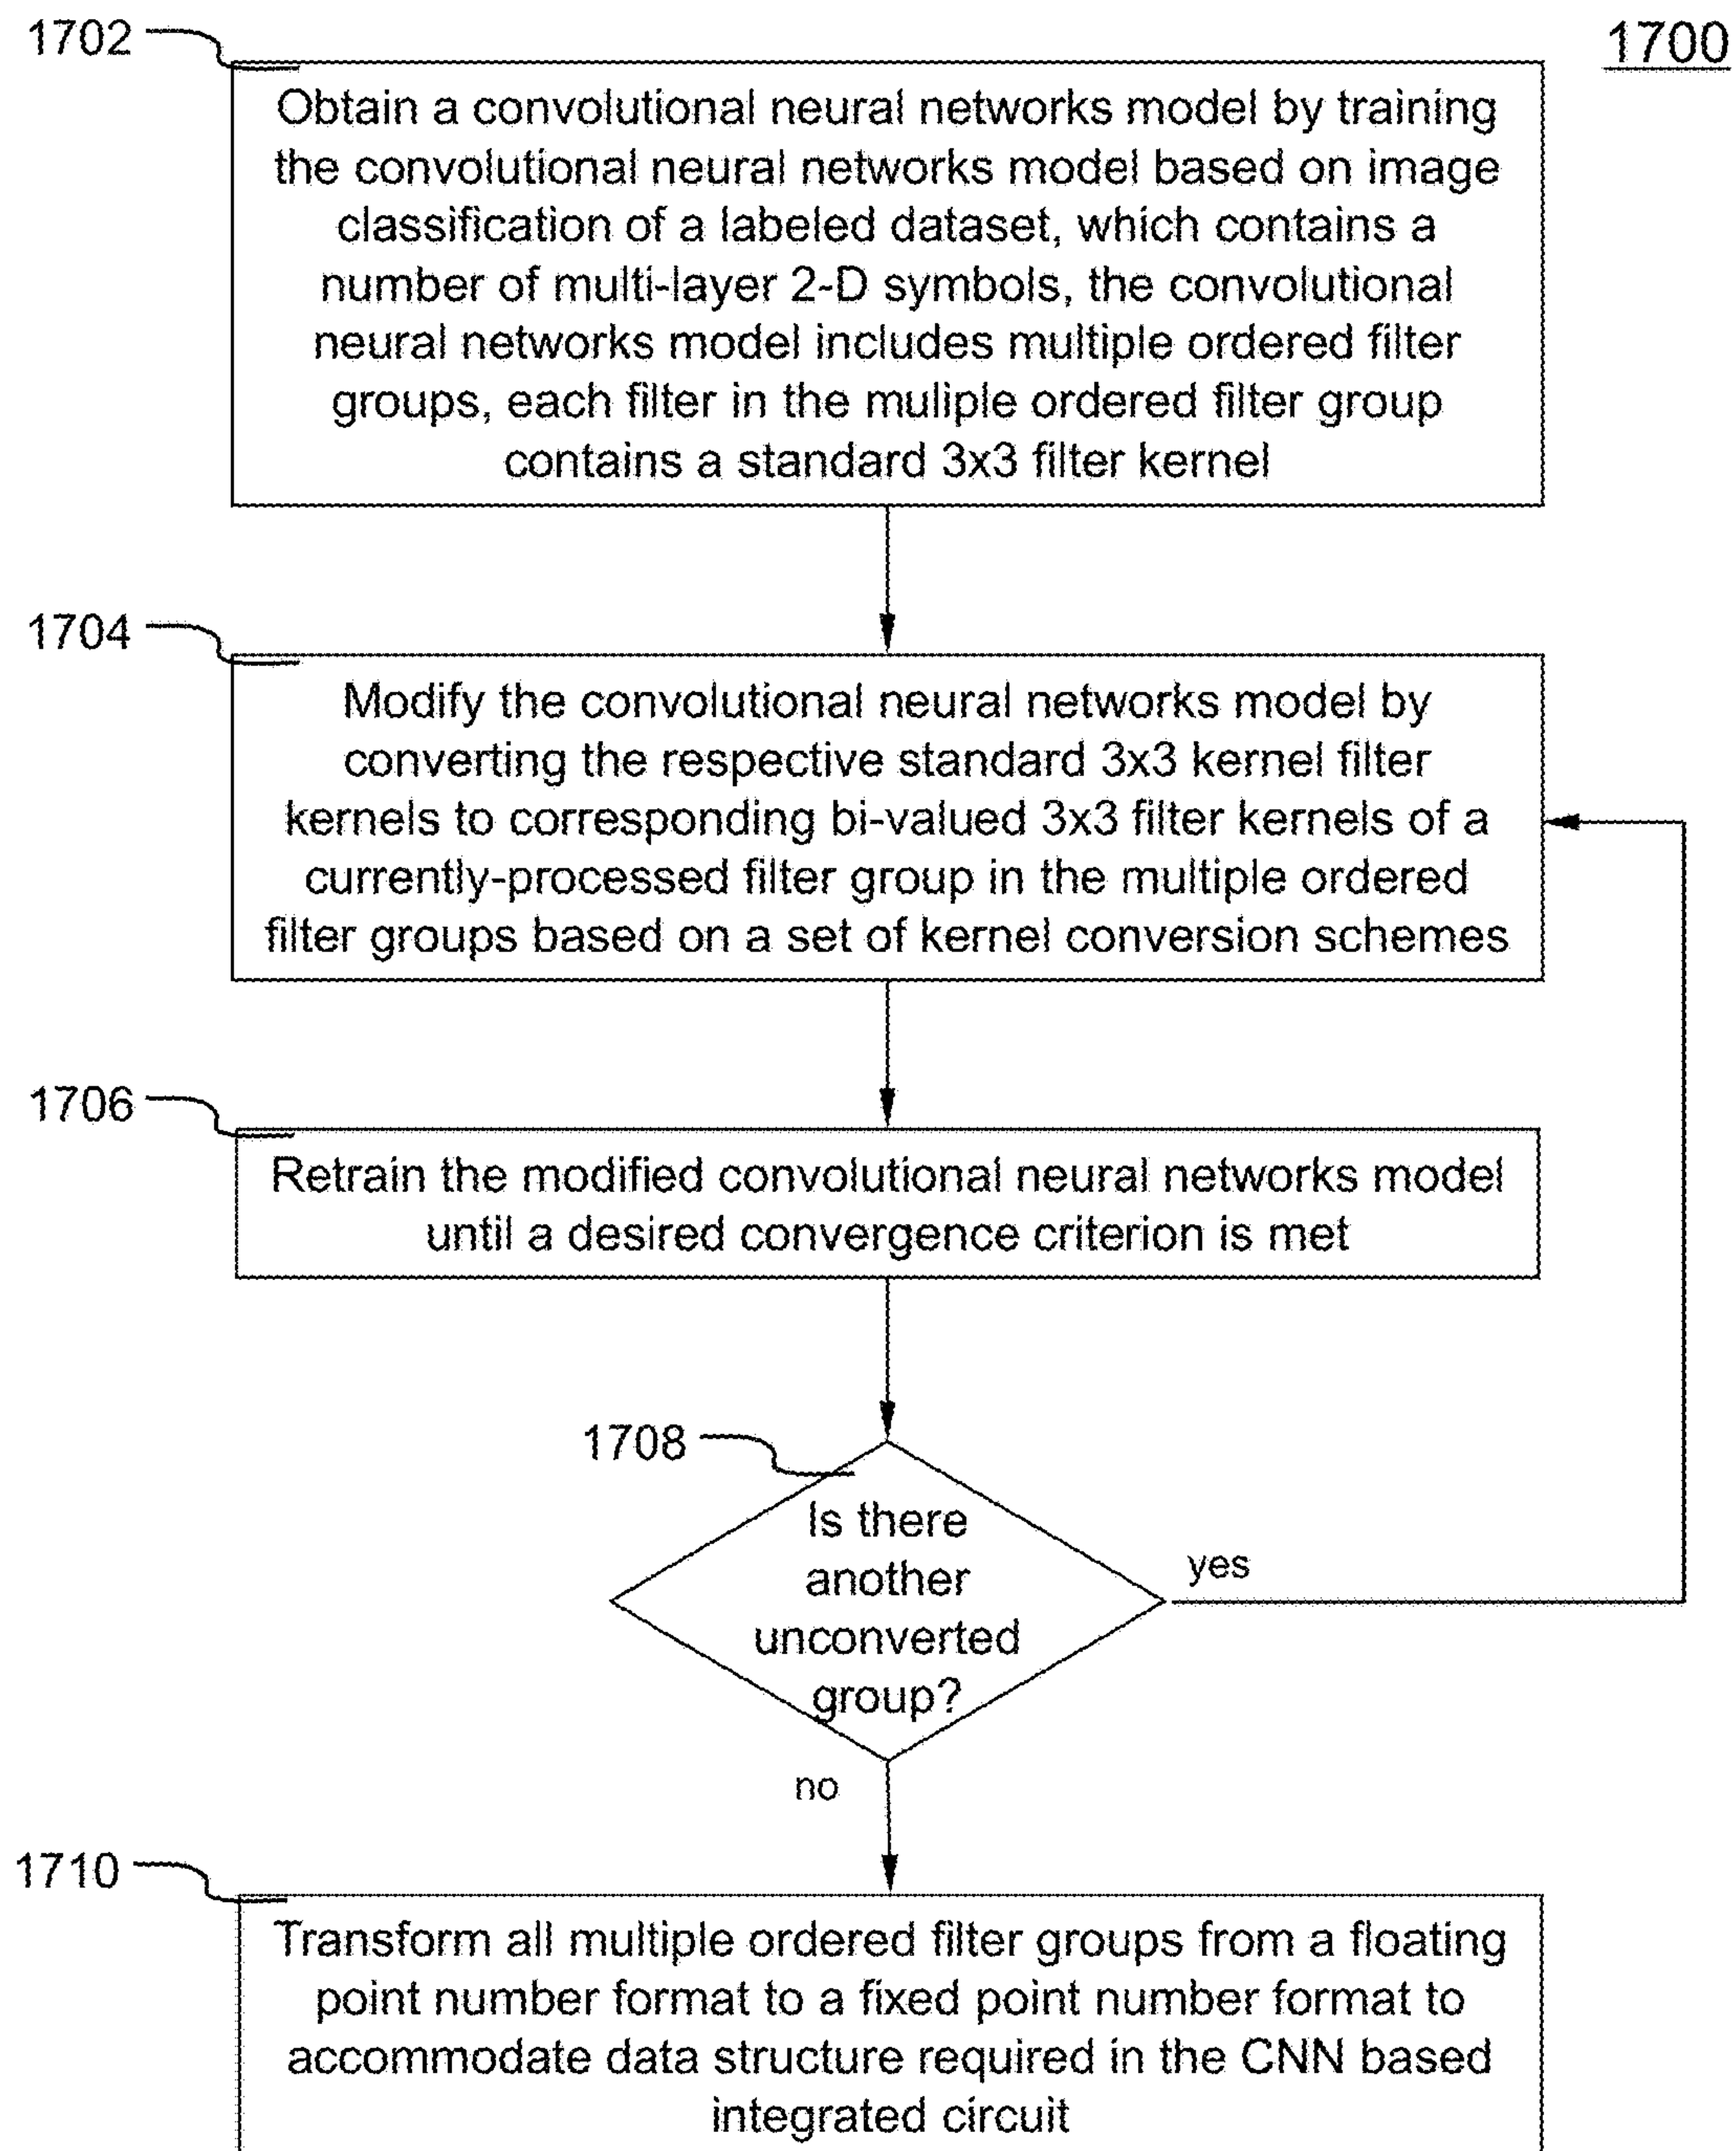 1702
1700
Obtain a convolutional neural networks model by training
the convolutional neural networks model based on image
classification of a labeled dataset, which contains a
number of multi-layer 2-D symbols, the convolutional
neural networks model includes multiple ordered filter
groups, each filter in the muliple ordered filter group
contains a standard 3x3 filter kernel
1704
Modify the convolutional neural networks model by
converting the respective standard 3x3 kernel filter
kernels to corresponding bi-valued 3x3 filter kernels of a
currently-processed filter group in the multiple ordered
filter groups based on a set of kernel conversion schemes
1706
Retrain the modified convolutional neural networks model
until a desired convergence criterion is met
1708
Is there
another
unconverted
group?
yes
no
1710
Transform all multiple ordered filter groups from a floating
point number format to a fixed point number format to
accommodate data structure required in the CNN based
integrated circuit